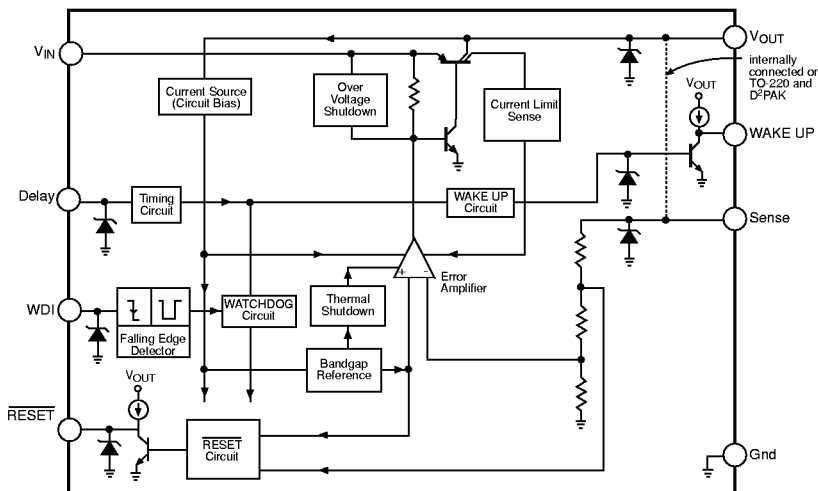 VIN
Current Source
(Circuit Bias)
Over
Voltage
Shutdown
Current Limit
Sense
VOUT
internally
connected on
TO-220 and
D²PAK
VOUT
WAKE UP
Delay
Timing
Circuit
WAKE UP
Circuit
Sense
+
-
Error
Amplifier
WDI
Falling Edge
Detector
WATCHDOG
Circuit
Thermal
Shutdown
Bandgap
Reference
VOUT
RESET
RESET
Circuit
Gnd